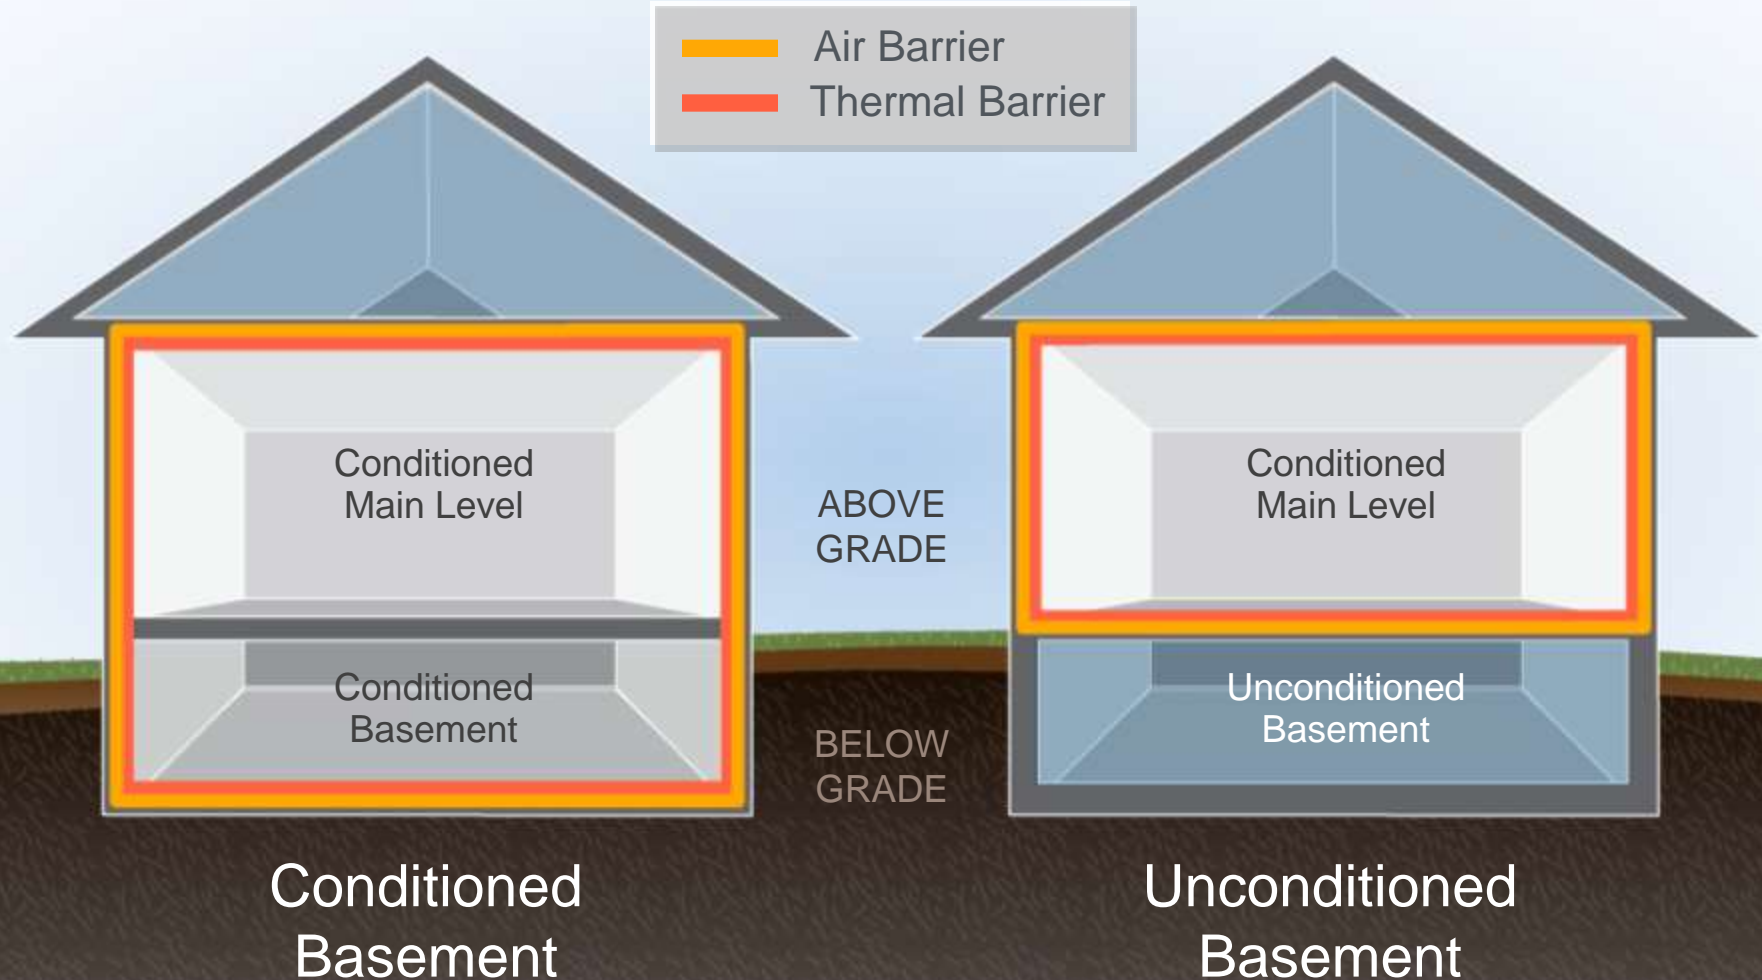 Air Barrier
Thermal Barrier
Conditioned
Main Level
Conditioned
Basement
ABOVE
GRADE
BELOW
GRADE
Conditioned
Main Level
Unconditioned
Basement
Conditioned
Basement
Unconditioned
Basement